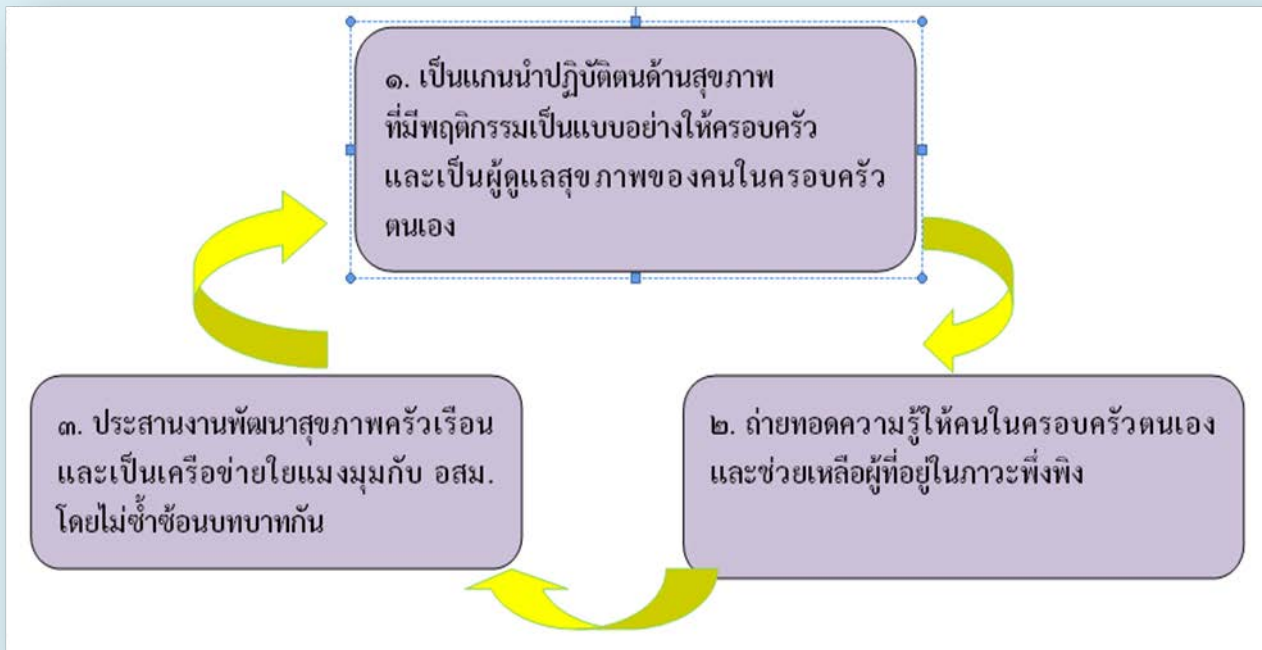 ๑. เป็นแกนนำปฏิบัติตนด้านสุขภาพ
ที่มีพฤติกรรมเป็นแบบอย่างให้ครอบครัว
และเป็นผู้ดูแลสุขภาพของคนในครอบครัว
ตนเอง
๒. ถ่ายทอดความรู้ให้คนในครอบครัวตนเอง
และช่วยเหลือผู้ที่อยู่ในภาวะพึ่งพิง
๓. ประสานงานพัฒนาสุขภาพครัวเรือน
และเป็นเครือข่ายใยแมงมุมกับ อสม.
โดยไม่ซ้ำซ้อนบทบาทกัน